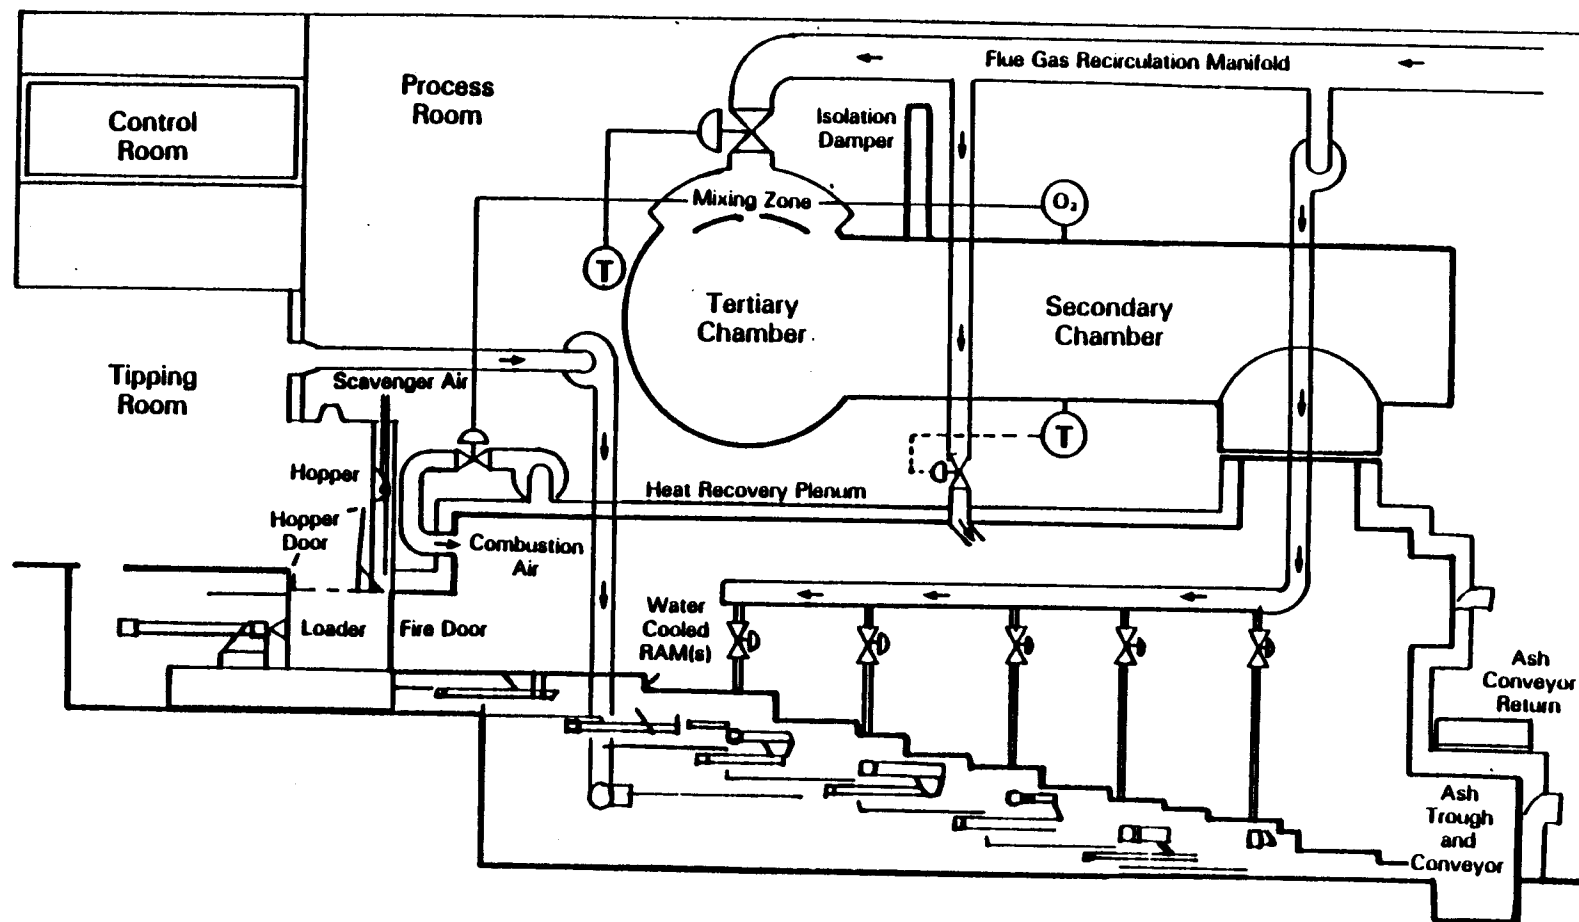 Flue Gas Recirculation Manifold
Process
Room
Control
Room
Isolation
Damper
Mixing Zone
O₂
T
Tertiary
Chamber
Secondary
Chamber
Tipping
Room
Scavenger Air
T
Hopper
Heat Recovery Plenum
Hopper
Door
Combustion
Air
Loader
Fire Door
Water
Cooled
RAM(s)
Ash
Conveyor
Return
Ash
Trough
and
Conveyor